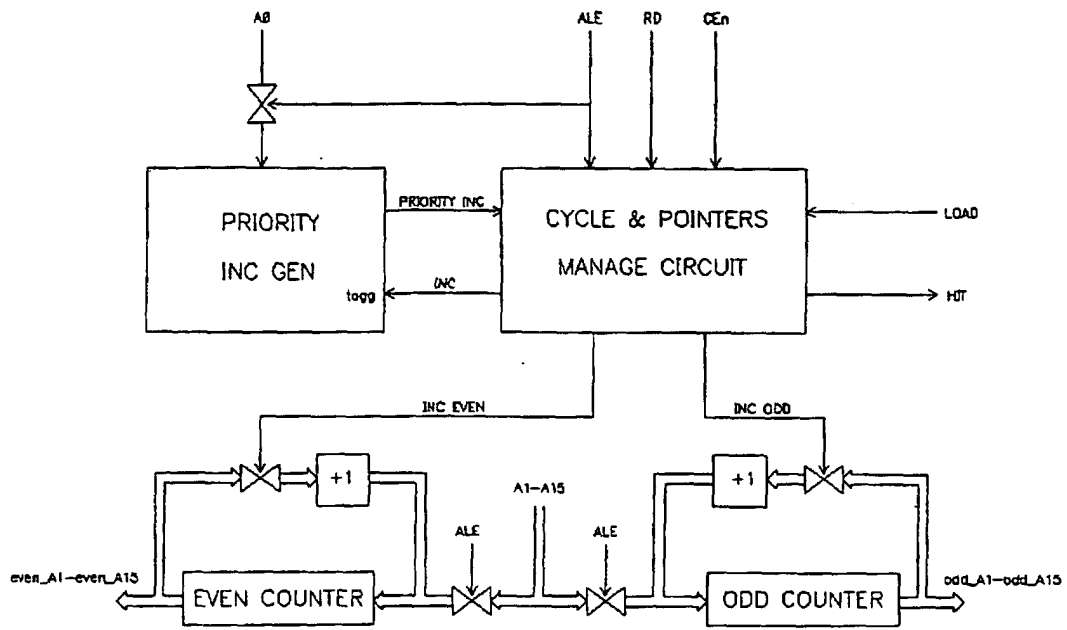 A0 ALE RD CEn
PRIORITY
INC GEN
togg
PRIORITY INC
INC
CYCLE & POINTERS
MANAGE CIRCUIT
LOAD
HIT
INC EVEN
INC ODD
+1
A1-A15
+1
ALE
ALE
even_A1-even_A15
EVEN COUNTER
ODD COUNTER
odd_A1-odd_A15